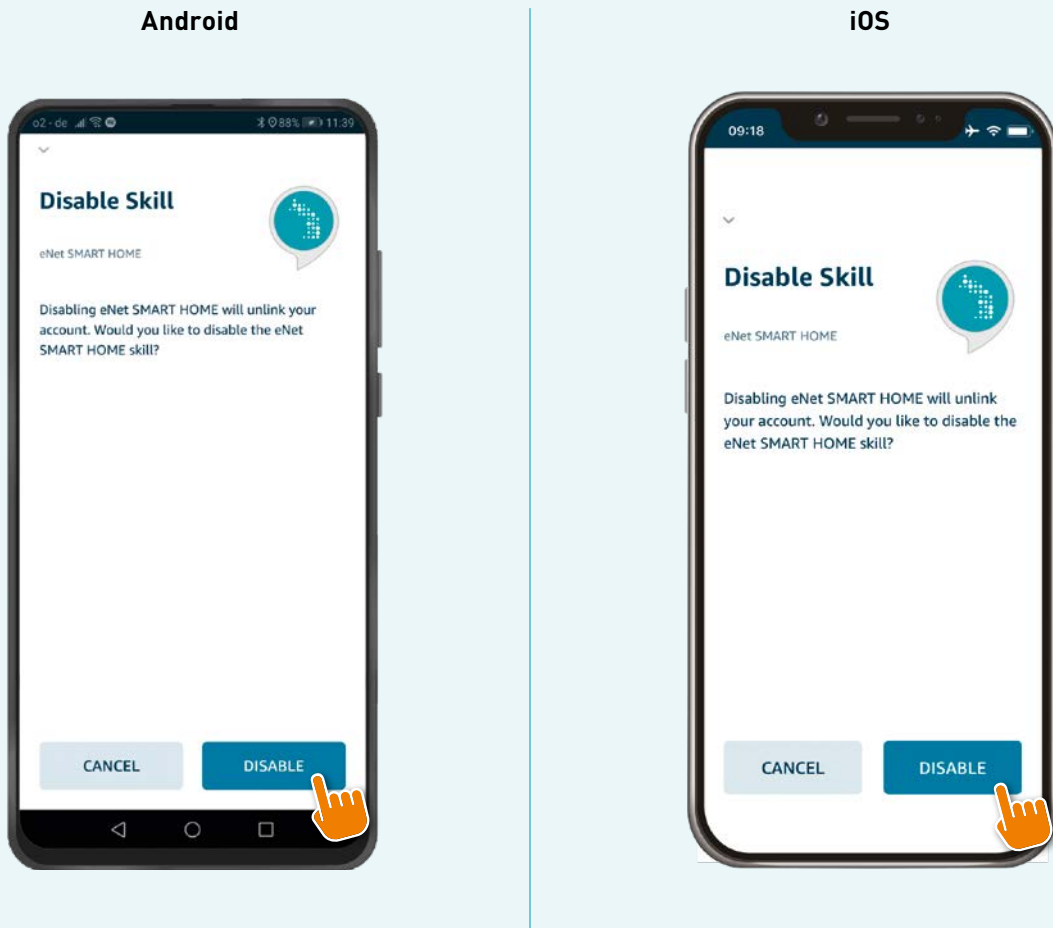 Android
o2-de
88%
11:39
Disable Skill
eNet SMART HOME
Disabling eNet SMART HOME will unlink your
account. Would you like to disable the eNet
SMART HOME skill?
CANCEL
DISABLE
iOS
09:18
Disable Skill
eNet SMART HOME
Disabling eNet SMART HOME will unlink
your account. Would you like to disable the
eNet SMART HOME skill?
CANCEL
DISABLE